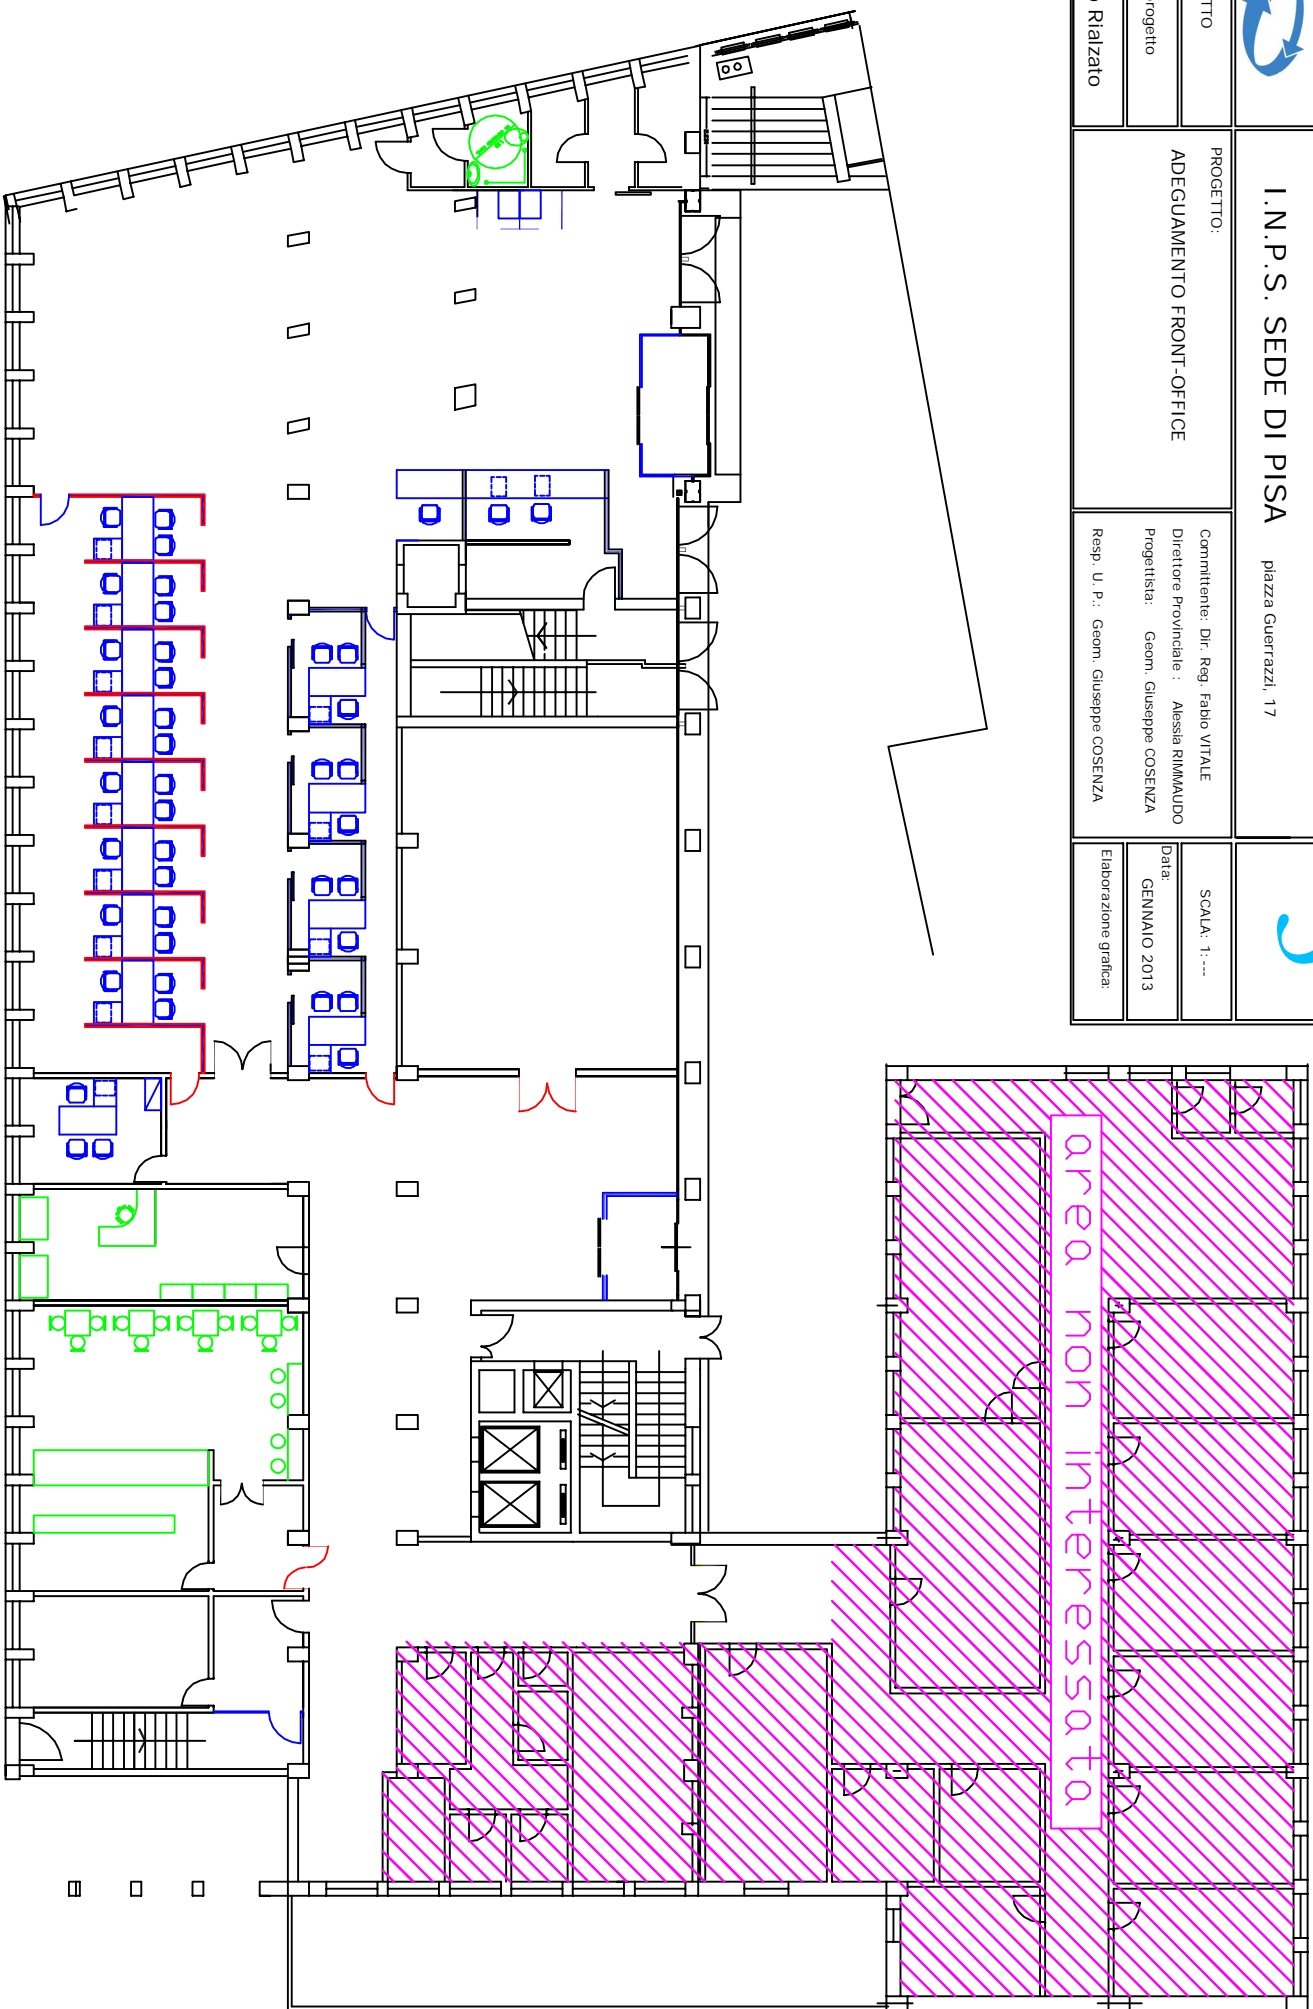 I.N.P.S. SEDE DI PISA piazza Guerrazzi, 17
TTO
rogetto
Rialzato
PROGETTO:
ADEGUAMENTO FRONT-OFFICE
Committente: Dir. Reg. Fabio VITALE
Direttore Provinciale : Alessia RIMMAUDO
Progettista: Geom. Giuseppe COSENZA
Resp. U. P.: Geom. Giuseppe COSENZA
SCALA: 1:---
Data:
GENNAIO 2013
Elaborazione grafica:
area non interessata